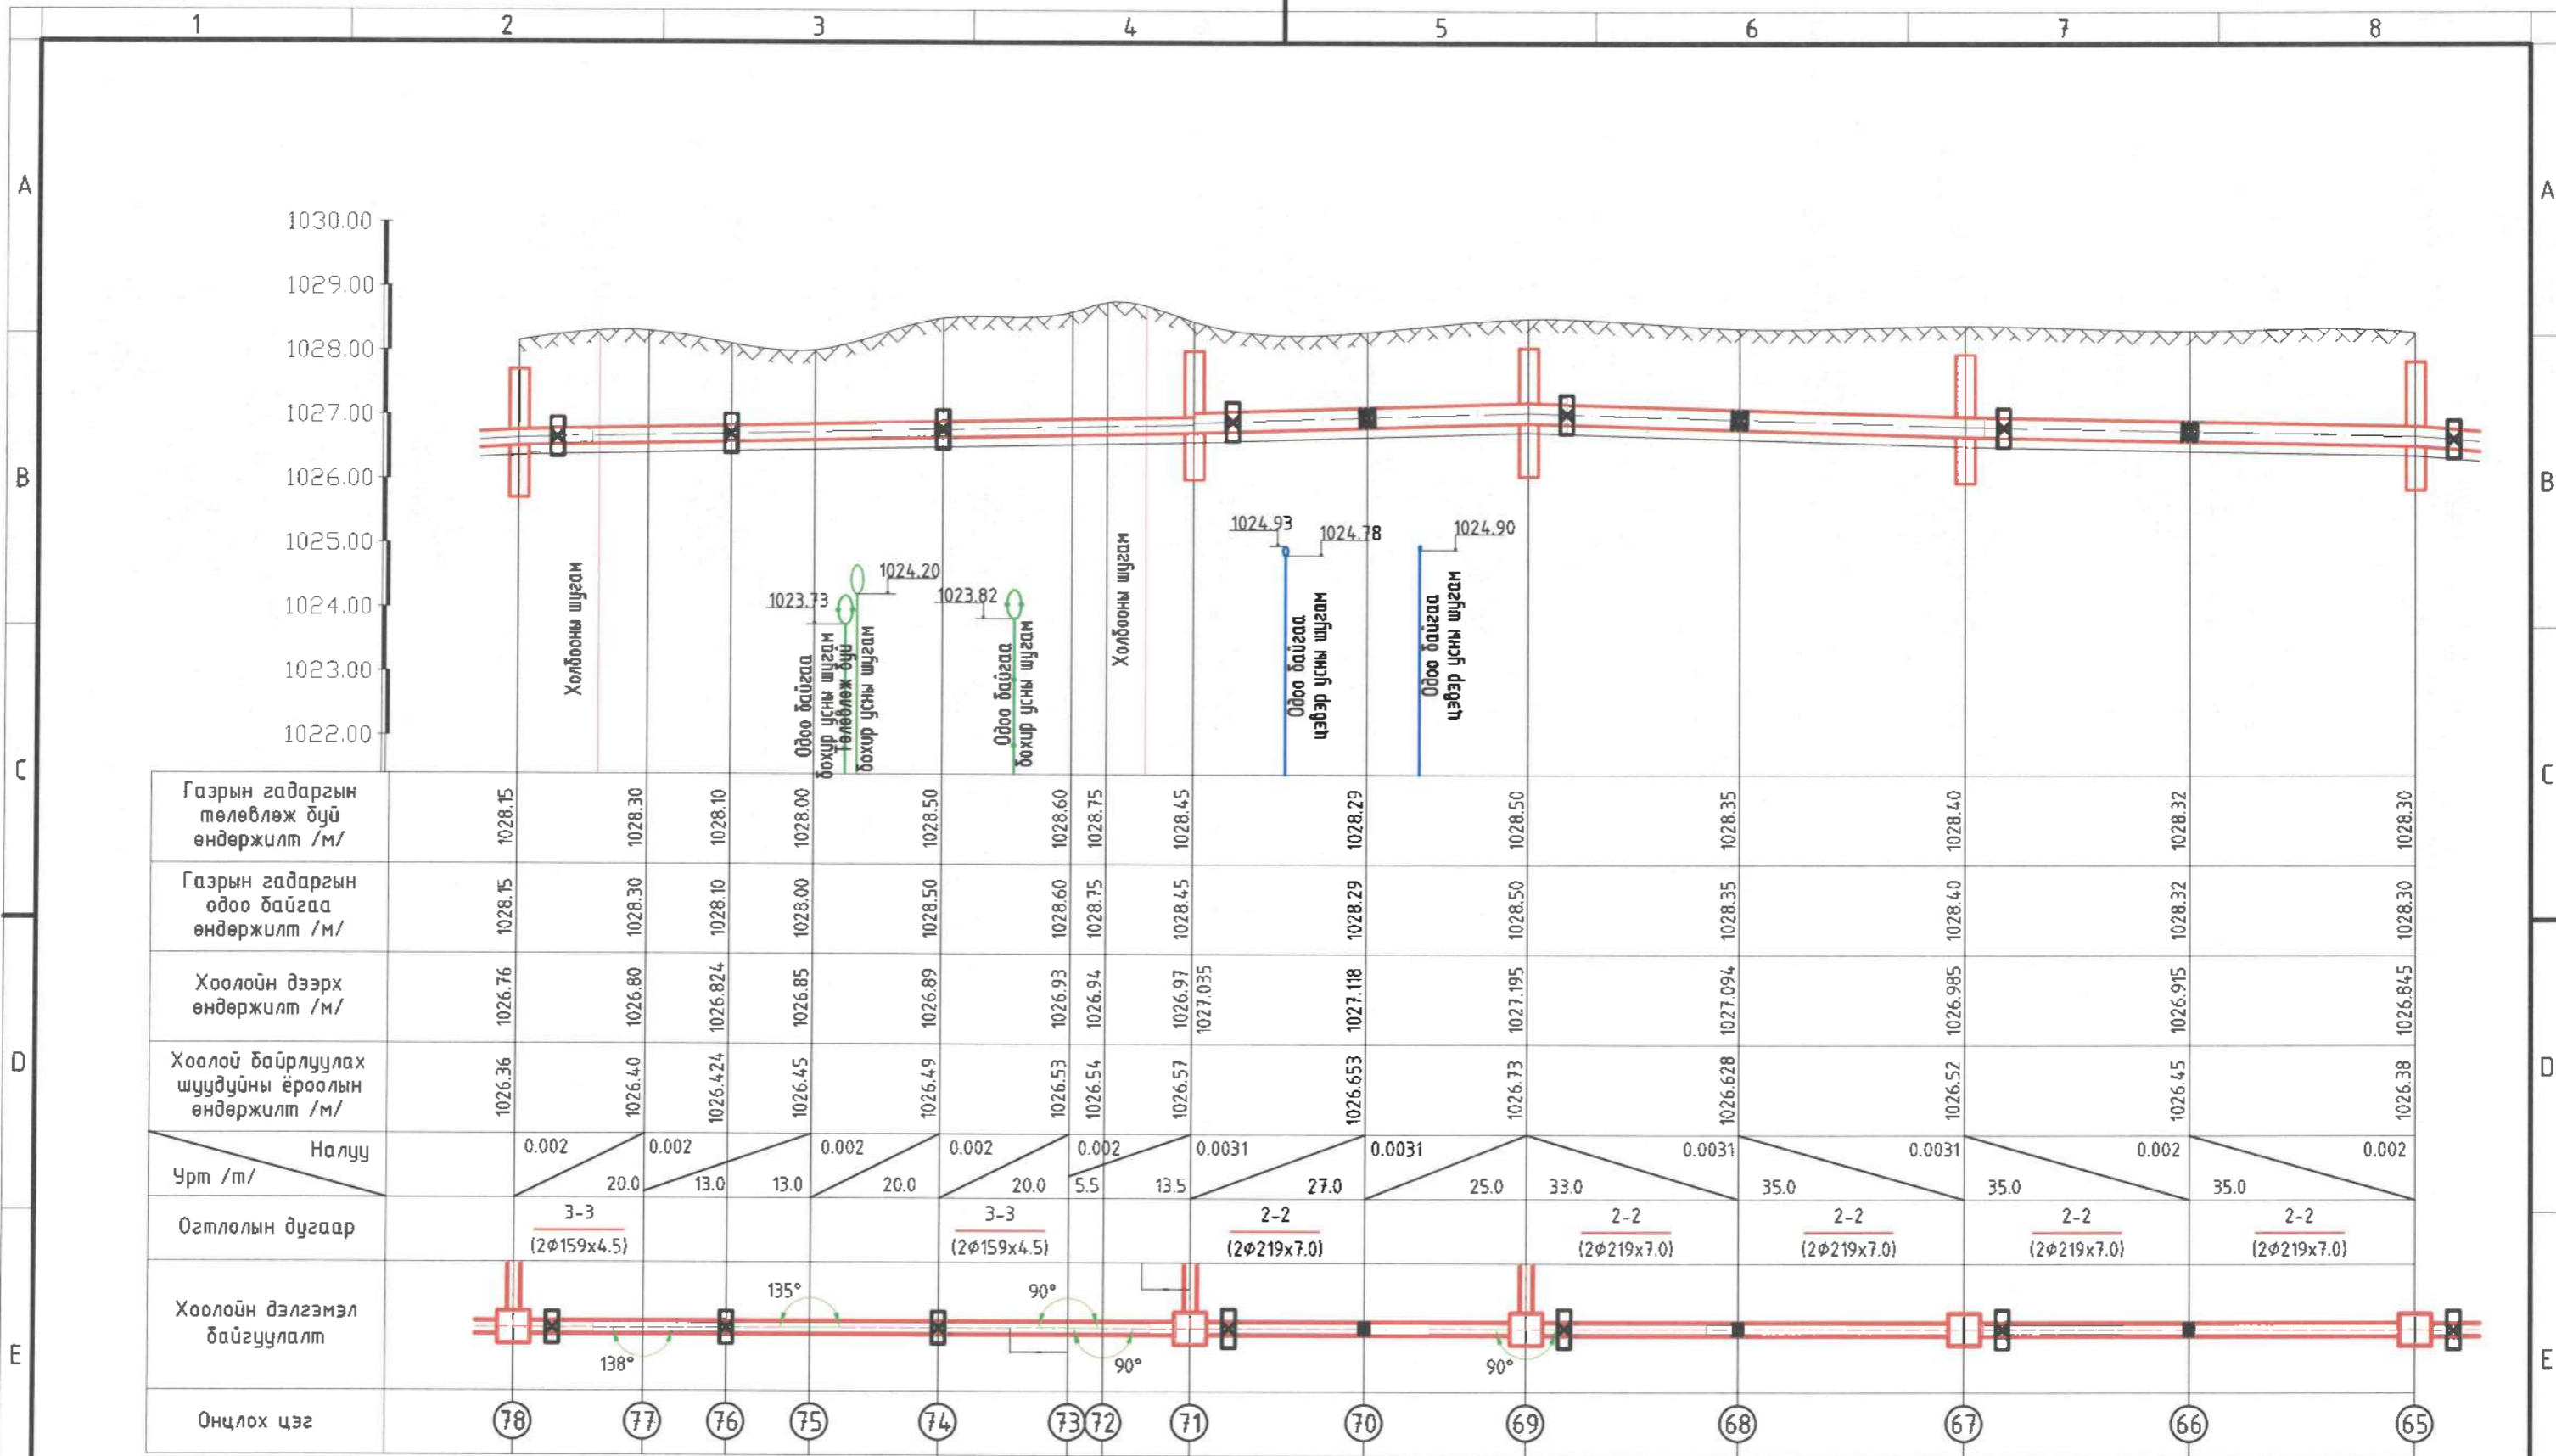 1 2 3 4 5 6 7 8
A A
1030.00
1029.00
1028.00
1027.00
1026.00
1025.00
1024.00
1023.00
1022.00
B B
1024.93
1024.78
1024.90
1024.20
1023.73
1023.82
Холбооны шугам
Одоо байгаа
бохир усны шугам
Төлөвлөж буй
бохир усны шугам
Одоо байгаа
бохир усны шугам
Холбооны шугам
Одоо байгаа
цэвэр усны шугам
Одоо байгаа
цэвэр усны шугам
C C
Газрын гадаргын
төлөвлөж буй
өндөржилт /м/
1028.15 1028.30 1028.10 1028.00 1028.50 1028.60 1028.75 1028.45 1028.29 1028.50 1028.35 1028.40 1028.32 1028.30
Газрын гадаргын
одоо байгаа
өндөржилт /м/
1028.15 1028.30 1028.10 1028.00 1028.50 1028.60 1028.75 1028.45 1028.29 1028.50 1028.35 1028.40 1028.32 1028.30
Хоолойн дээрх
өндөржилт /м/
1026.76 1026.80 1026.824 1026.85 1026.89 1026.93 1026.94 1026.97 1027.035 1027.118 1027.195 1027.094 1026.985 1026.915 1026.845
D D
Хоолой байрлуулах
шуудууны ёроолын
өндөржилт /м/
1026.36 1026.40 1026.424 1026.45 1026.49 1026.53 1026.54 1026.57 1026.653 1026.73 1026.628 1026.52 1026.45 1026.38
Налуу
0.002 0.002 0.002 0.002 0.002 0.0031 0.0031 0.0031 0.0031 0.002 0.002
Урт /m/
20.0 13.0 13.0 20.0 20.0 5.5 13.5 27.0 25.0 33.0 35.0 35.0 35.0
Огтлолын дугаар
3-3 3-3 2-2 2-2 2-2 2-2 2-2
(2Ф159x4.5) (2Ф159x4.5) (2Ф219x7.0) (2Ф219x7.0) (2Ф219x7.0) (2Ф219x7.0) (2Ф219x7.0)
Хоолойн дэлгэмэл
байгуулалт
135° 90°
138° 90° 90°
E E
Онцлох цэг
78 77 76 75 74 73 72 71 70 69 68 67 66 65